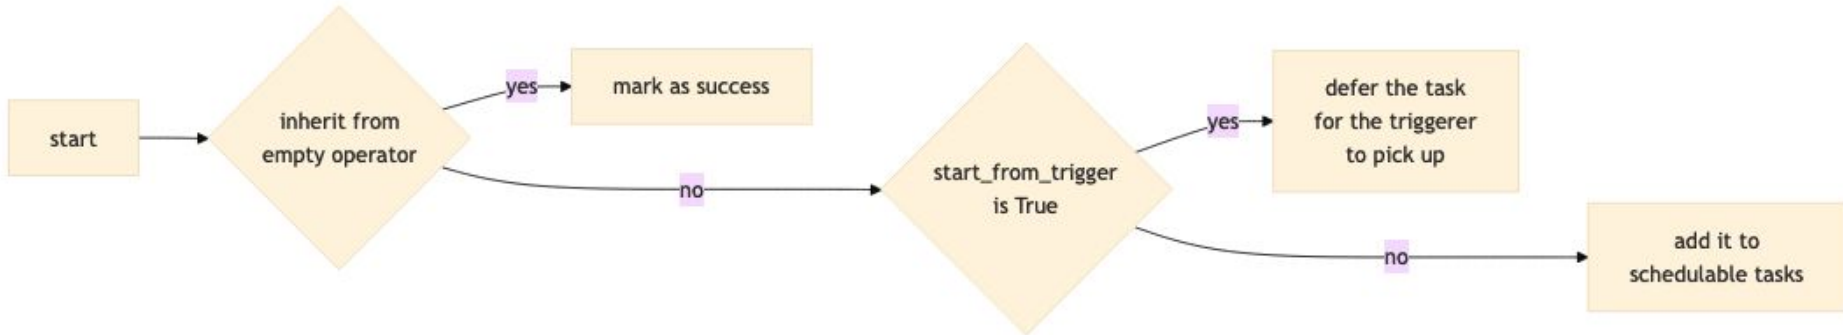 start
inherit from
empty operator
yes
mark as success
no
start_from_trigger
is True
yes
defer the task
for the triggerer
to pick up
no
add it to
schedulable tasks